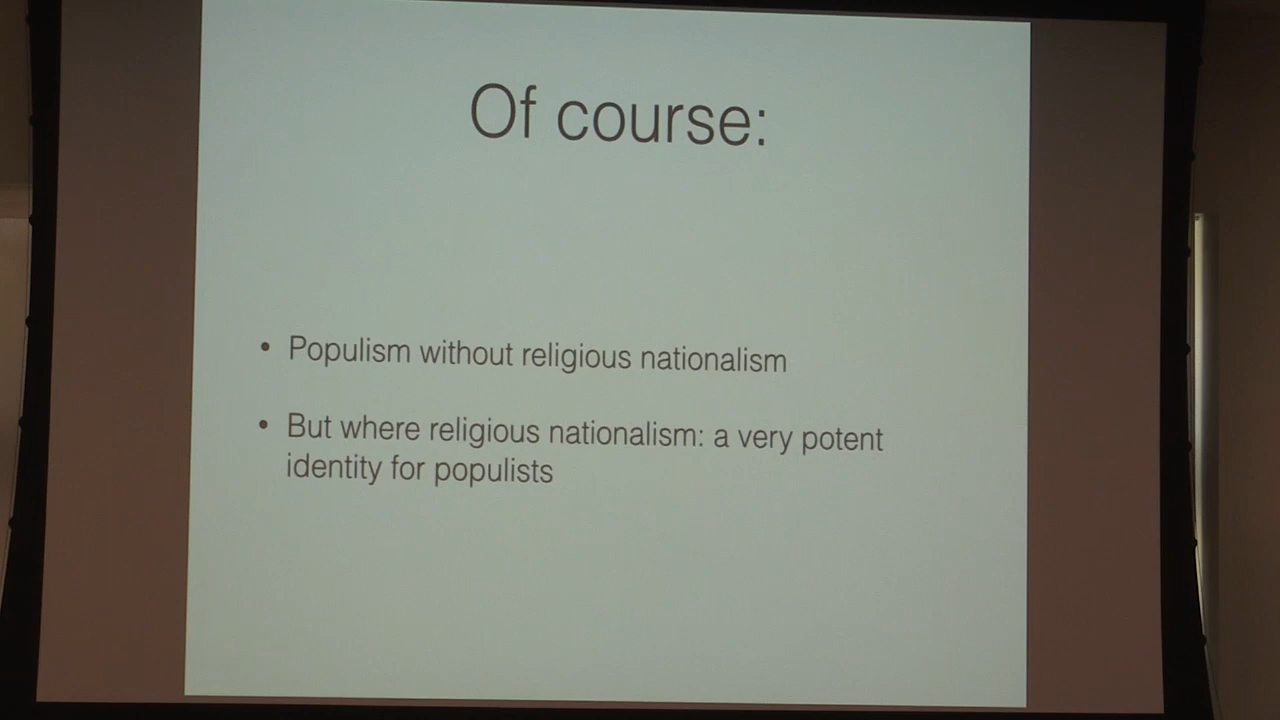 Of course:
• Populism without religious nationalism
• But where religious nationalism: a very potent
identity for populists